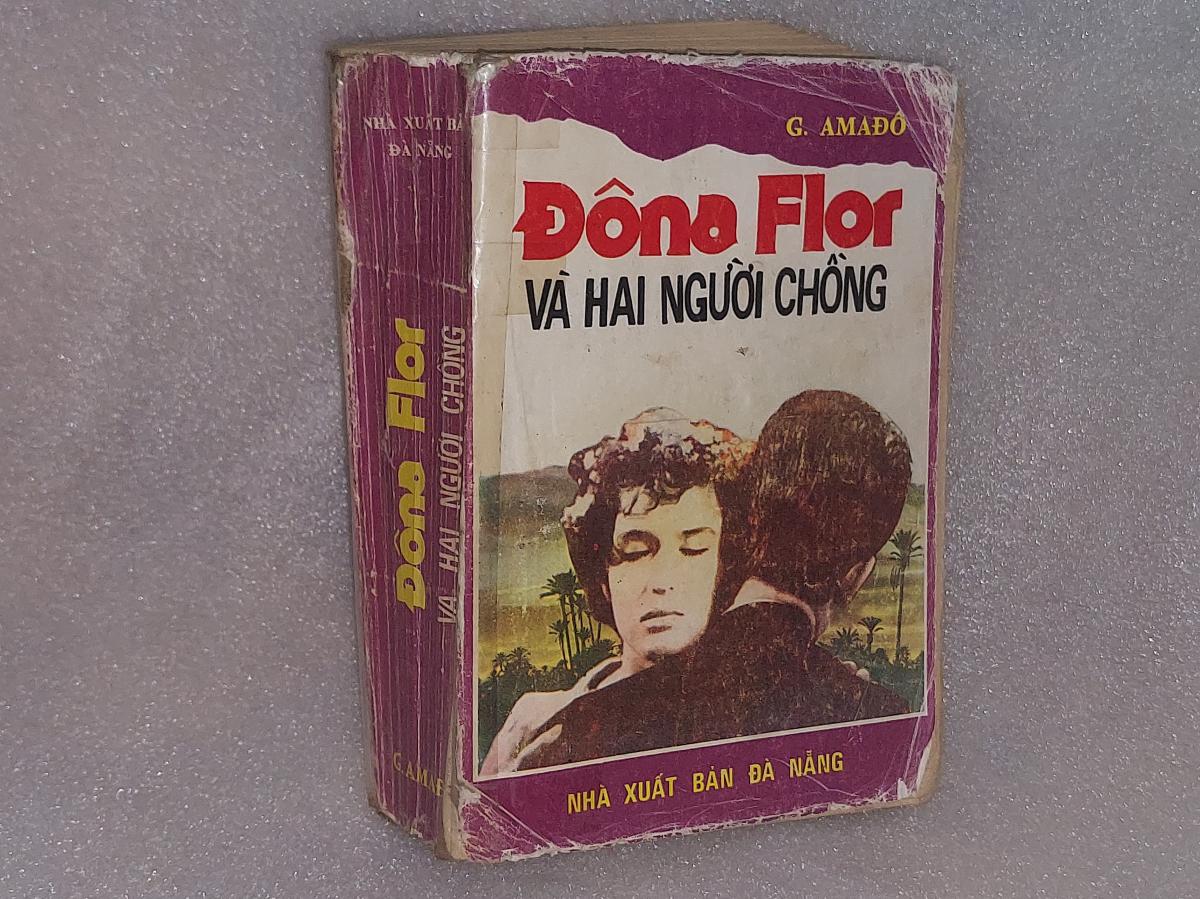 G. AMAĐÔ
Đôna Flor
VÀ HAI NGƯỜI CHỒNG
NHÀ XUẤT BẢN ĐÀ NẴNG
NHÀ XUẤT BẢ
ĐÀ NẴNG
Đôna Flor
VÀ HAI NGƯỜI CHỒNG
G. AMAĐ